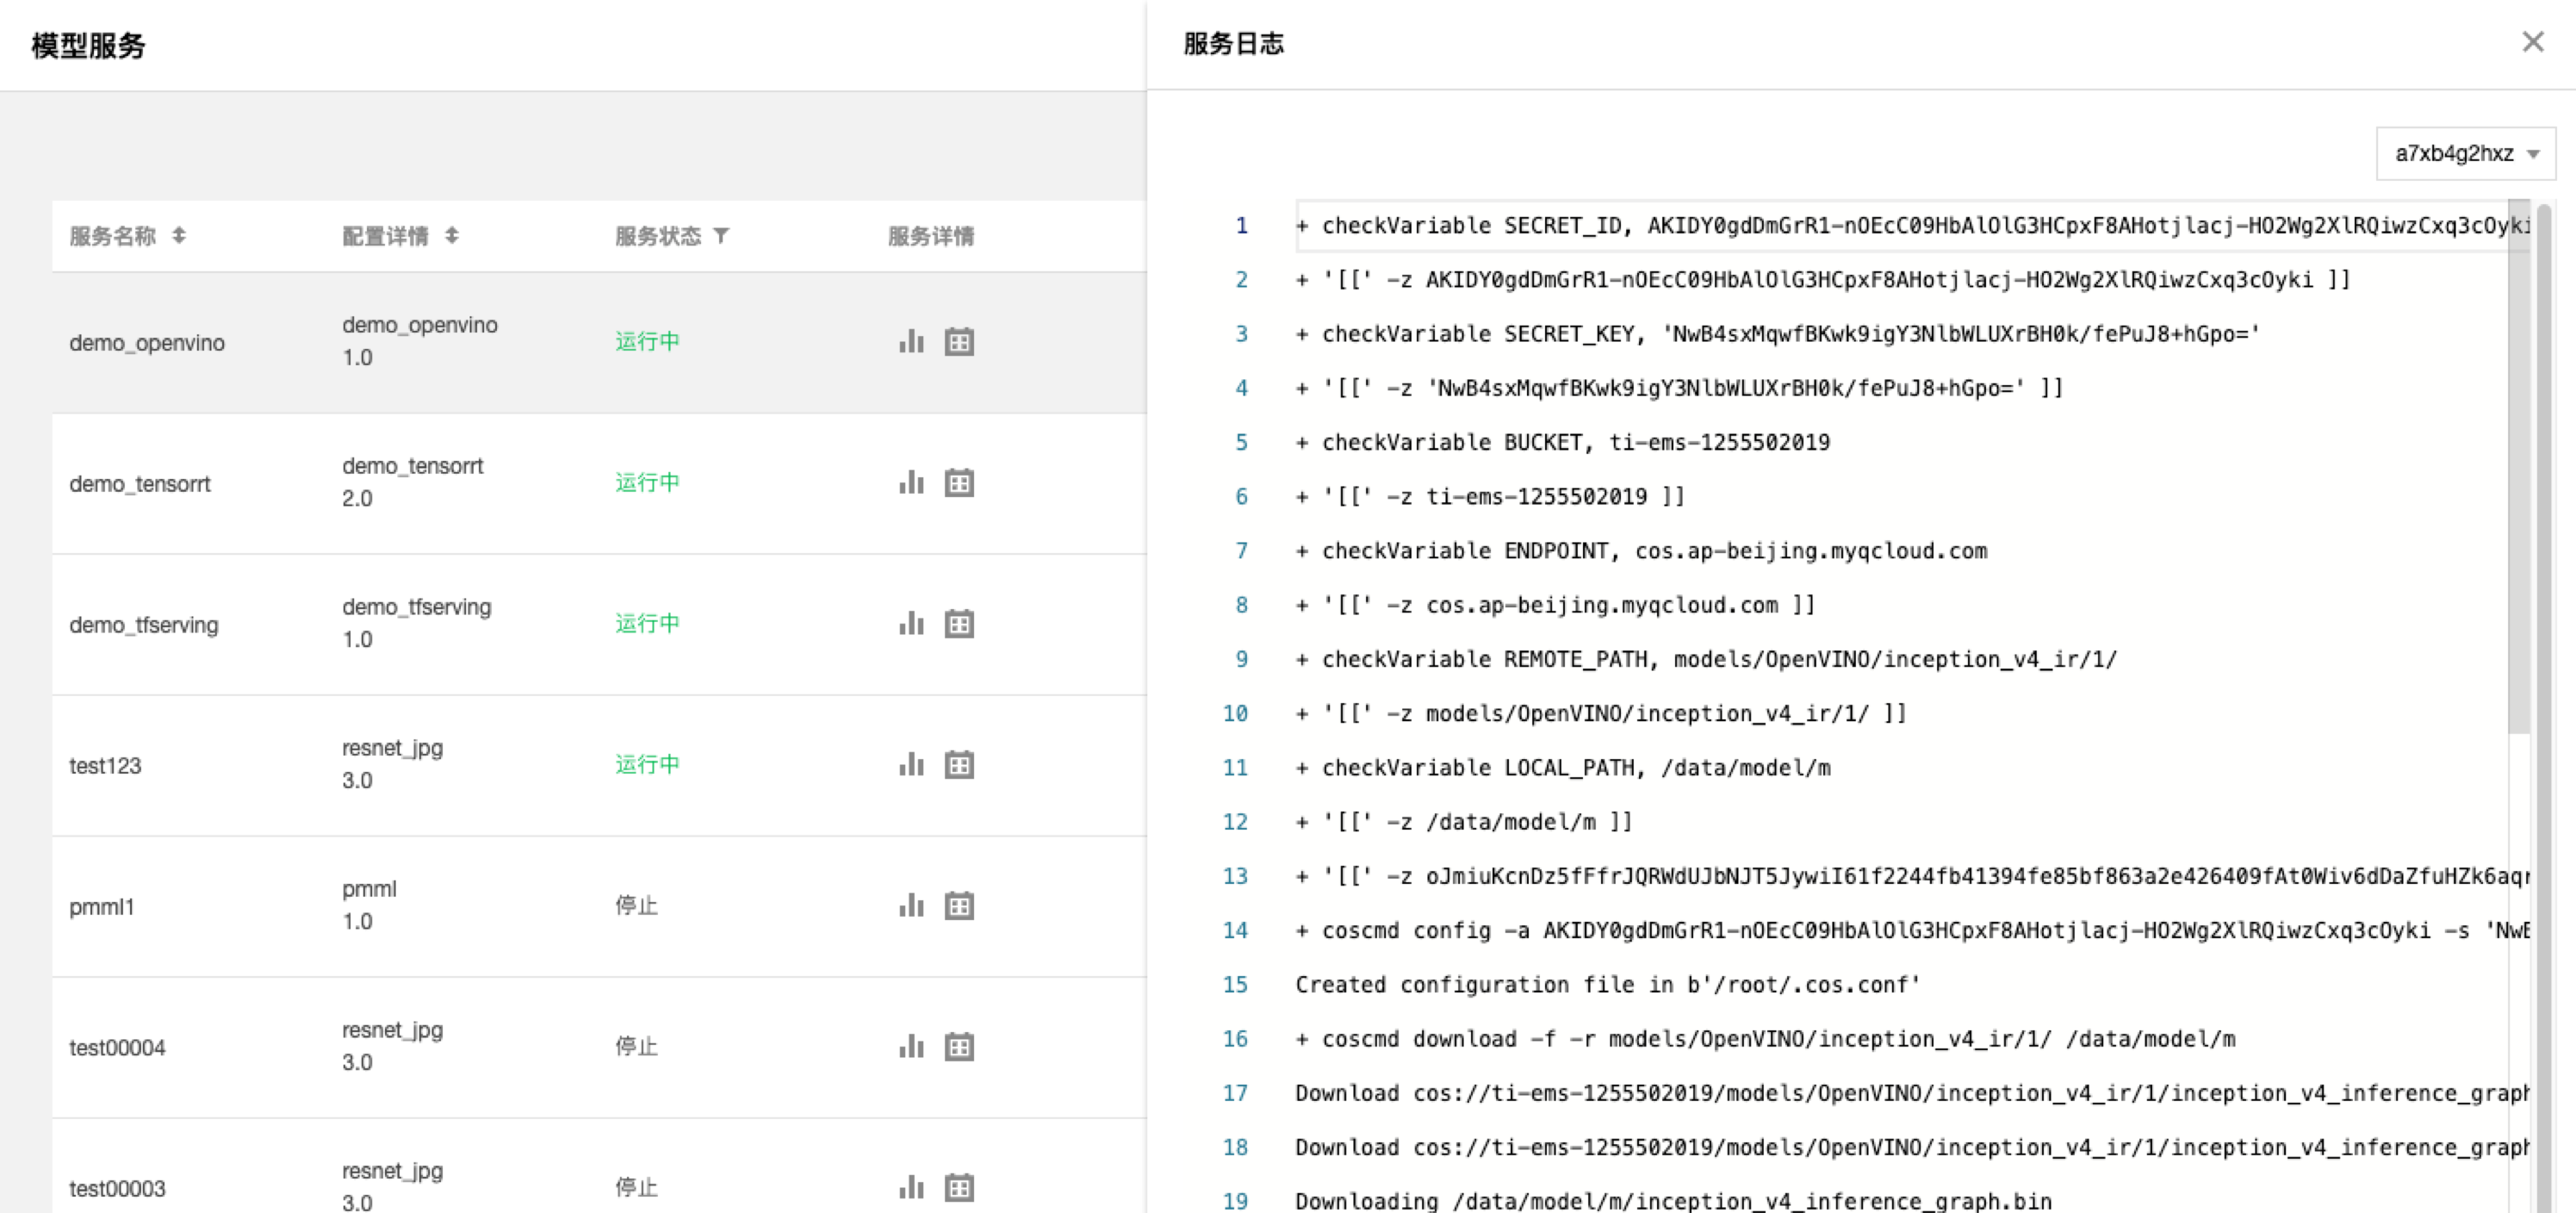 模型服务
服务名称 配置详情 服务状态 服务详情
demo_openvino demo_openvino 1.0 运行中
demo_tensorrt demo_tensorrt 2.0 运行中
demo_tfserving demo_tfserving 1.0 运行中
test123 resnet_jpg 3.0 运行中
pmml1 pmml 1.0 停止
test00004 resnet_jpg 3.0 停止
test00003 resnet_jpg 3.0 停止
服务日志
a7xb4g2hxz
1 + checkVariable SECRET_ID, AKIDY0gdDmGrR1-nOEcC09HbAlOlG3HCpxF8AHotjlacj-HO2Wg2XlRQiwzCxq3cOyki
2 + '[[' -z AKIDY0gdDmGrR1-nOEcC09HbAlOlG3HCpxF8AHotjlacj-HO2Wg2XlRQiwzCxq3cOyki ]]
3 + checkVariable SECRET_KEY, 'NwB4sxMqwfBKwk9igY3NlbWLUXrBH0k/fePuJ8+hGpo='
4 + '[[' -z 'NwB4sxMqwfBKwk9igY3NlbWLUXrBH0k/fePuJ8+hGpo=' ]]
5 + checkVariable BUCKET, ti-ems-1255502019
6 + '[[' -z ti-ems-1255502019 ]]
7 + checkVariable ENDPOINT, cos.ap-beijing.myqcloud.com
8 + '[[' -z cos.ap-beijing.myqcloud.com ]]
9 + checkVariable REMOTE_PATH, models/OpenVINO/inception_v4_ir/1/
10 + '[[' -z models/OpenVINO/inception_v4_ir/1/ ]]
11 + checkVariable LOCAL_PATH, /data/model/m
12 + '[[' -z /data/model/m ]]
13 + '[[' -z oJmiuKcnDz5fFfrJQRWdUJbNJT5JywiI61f2244fb41394fe85bf863a2e426409fAt0Wiv6dDaZfuHZk6aqr
14 + coscmd config -a AKIDY0gdDmGrR1-nOEcC09HbAlOlG3HCpxF8AHotjlacj-HO2Wg2XlRQiwzCxq3cOyki -s 'NwB
15 Created configuration file in b'/root/.cos.conf'
16 + coscmd download -f -r models/OpenVINO/inception_v4_ir/1/ /data/model/m
17 Download cos://ti-ems-1255502019/models/OpenVINO/inception_v4_ir/1/inception_v4_inference_graph
18 Download cos://ti-ems-1255502019/models/OpenVINO/inception_v4_ir/1/inception_v4_inference_graph
19 Downloading /data/model/m/inception_v4_inference_graph.bin